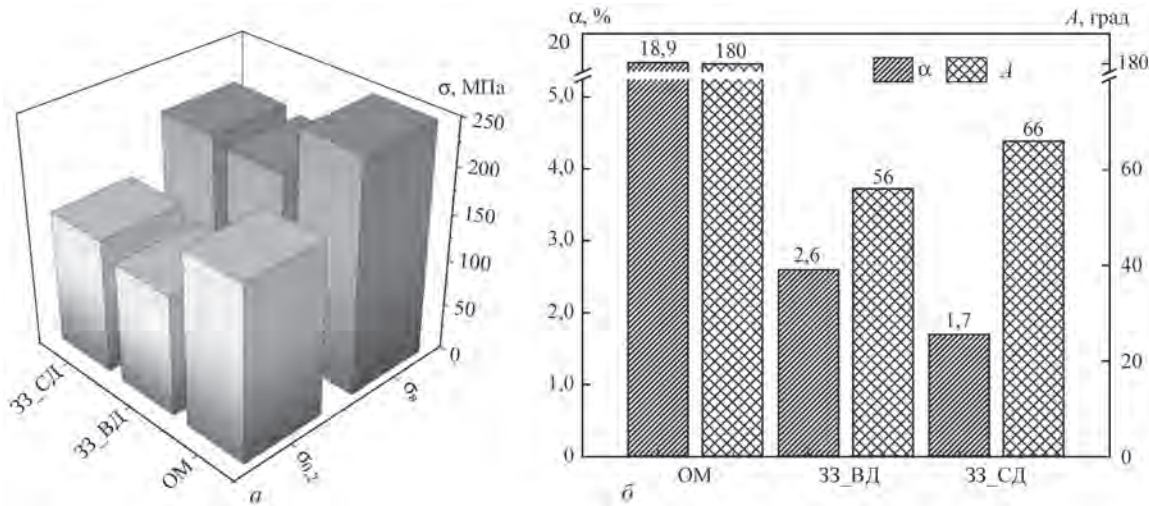 σ, МПа
250
200
150
100
50
0
ЗЗ_СД
ЗЗ_ВД
ОМ
σ0,2
σв
а
α, %
A, град
20
18,9
180
180
α
A
5,0
4,0
3,0
2,0
1,0
0
66
56
2,6
1,7
60
40
20
0
ОМ
ЗЗ_ВД
ЗЗ_СД
б